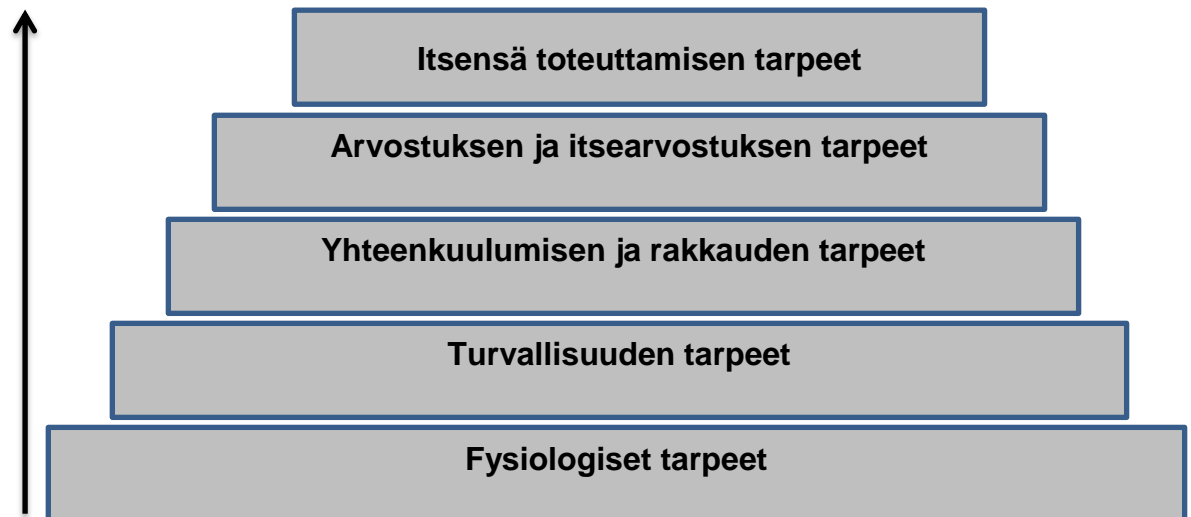 Itsensä toteuttamisen tarpeet
Arvostuksen ja itsearvostuksen tarpeet
Yhteenkuulumisen ja rakkauden tarpeet
Turvallisuuden tarpeet
Fysiologiset tarpeet